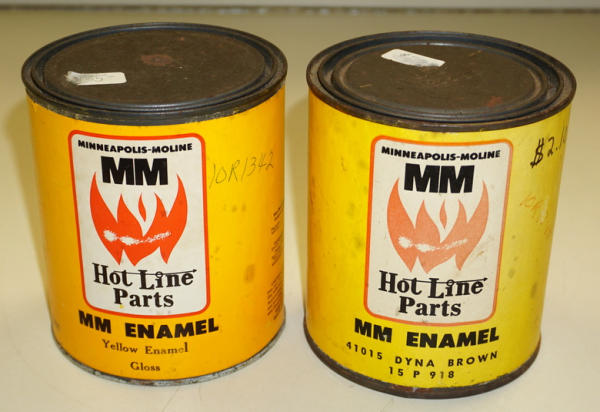 MINNEAPOLIS-MOLINE
MM
10R1342
Hot Line
Parts
MM ENAMEL
Yellow Enamel
Gloss
MINNEAPOLIS-MOLINE
MM
Hot Line
Parts
MM ENAMEL
41015 DYNA BROWN
15 P 918